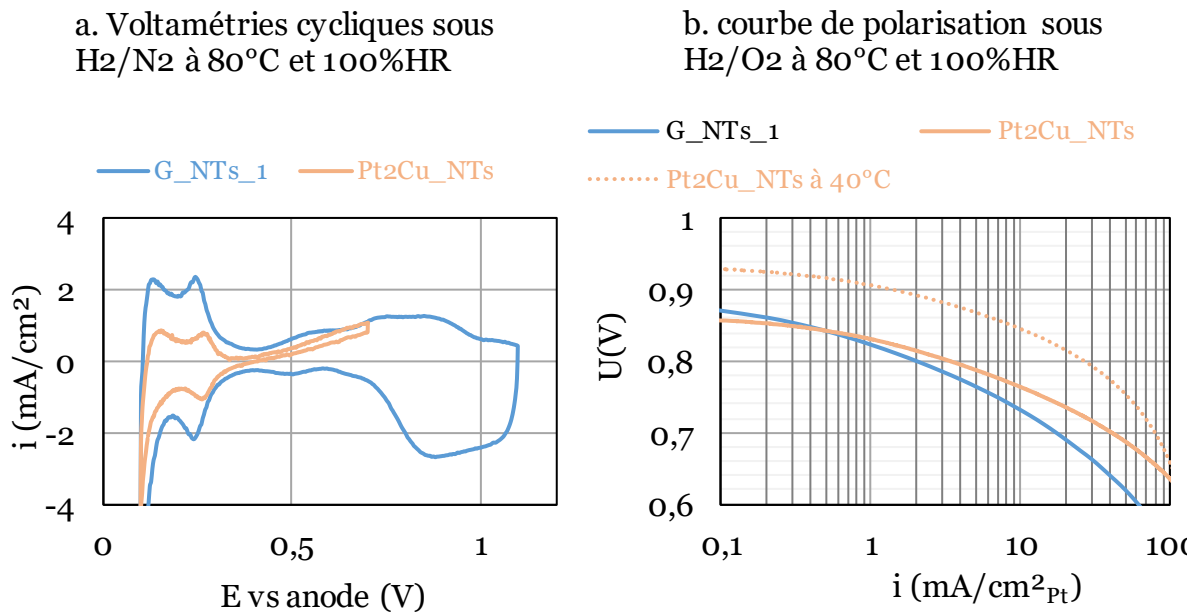 a. Voltamétries cycliques sous
H2/N2 à 80°C et 100%HR
b. courbe de polarisation sous
H2/O2 à 80°C et 100%HR
G_NTs_1
Pt2Cu_NTs
G_NTs_1
Pt2Cu_NTs
Pt2Cu_NTs à 40°C
i (mA/cm²)
4
2
0
-2
-4
0
0,5
1
E vs anode (V)
U(V)
1
0,9
0,8
0,7
0,6
0,1
1
10
100
i (mA/cm²Pt)